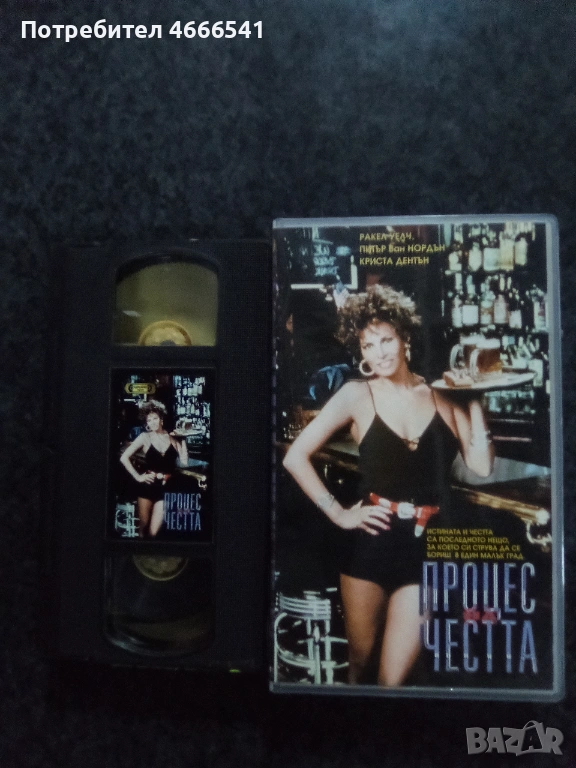 Потребител 4666541
РАКЕЛ УЕЛЧ,
ПИТЪР Ван НОРДЪН
КРИСТА ДЕНТЪН
ПРОЦЕС
ЧЕСТТА
ИСТИНАТА И ЧЕСТТА
СА ПОСЛЕДНОТО НЕЩО,
ЗА КОЕТО СИ СТРУВА ДА СЕ
БОРИШ В ЕДИН МАЛЪК ГРАД.
ПРОЦЕС
ЧЕСТТА
BAZAR